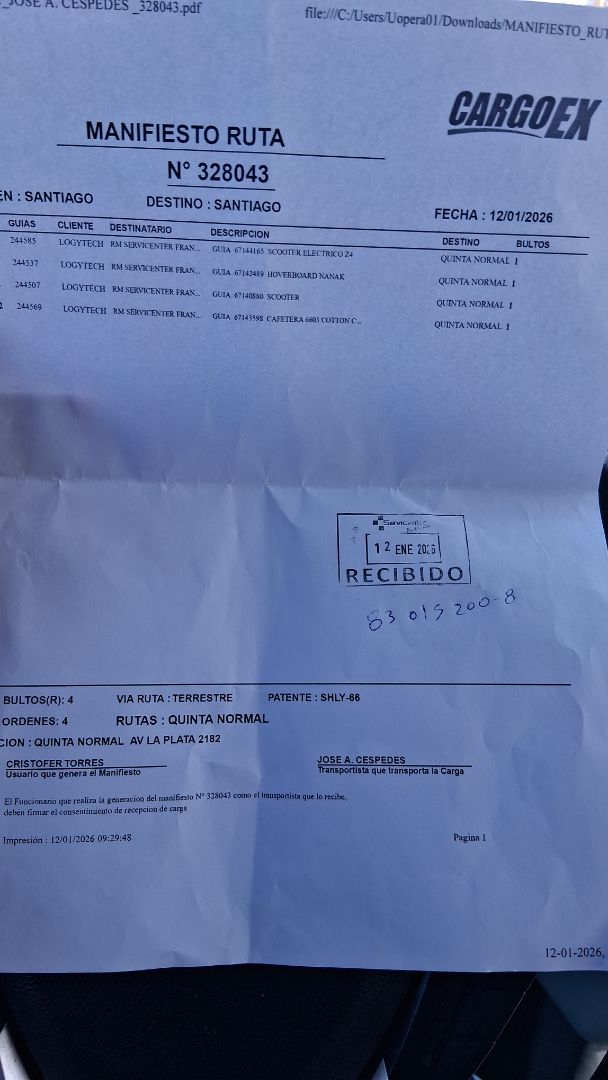 _JOSE A. CESPEDES _328043.pdf
file:///C:/Users/Uopera01/Downloads/MANIFIESTO_RUT
CARGOEX
MANIFIESTO RUTA
N° 328043
EN : SANTIAGO DESTINO : SANTIAGO FECHA : 12/01/2026
GUIAS CLIENTE DESTINATARIO DESCRIPCION DESTINO BULTOS
244585 LOGYTECH RM SERVICENTER FRAN... GUIA 67144165 SCOOTER ELECTRICO Z4 QUINTA NORMAL 1
244537 LOGYTECH RM SERVICENTER FRAN... GUIA 67142489 HOVERBOARD NANAK QUINTA NORMAL 1
244507 LOGYTECH RM SERVICENTER FRAN... GUIA 67140880 SCOOTER QUINTA NORMAL 1
244569 LOGYTECH RM SERVICENTER FRAN... GUIA 67143598 CAFETERA 6603 COTTON C... QUINTA NORMAL 1
12 ENE 2026
RECIBIDO
83 015 200-8
BULTOS(R): 4 VIA RUTA : TERRESTRE PATENTE : SHLY-66
ORDENES: 4 RUTAS : QUINTA NORMAL
CION : QUINTA NORMAL AV LA PLATA 2182
CRISTOFER TORRES JOSE A. CESPEDES
Usuario que genera el Manifiesto Transportista que transporta la Carga
El Funcionario que realiza la generación del manifiesto N° 328043 como el transportista que lo recibe,
deben firmar el consentimiento de recepcion de carga
Impresión : 12/01/2026 09:29:48 Pagina 1
12-01-2026,